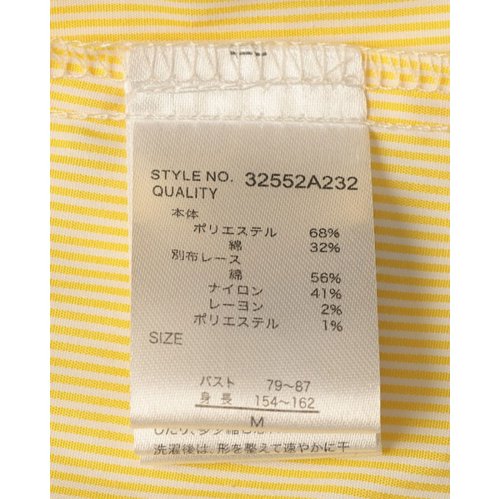 STYLE NO. 32552A232
QUALITY
本体
ポリエステル 68%
綿 32%
別布レース
綿 56%
ナイロン 41%
レーヨン 2%
ポリエステル 1%
SIZE
バスト 79〜87
身長 154〜162
M
洗濯後は、形を整えて速やかに干